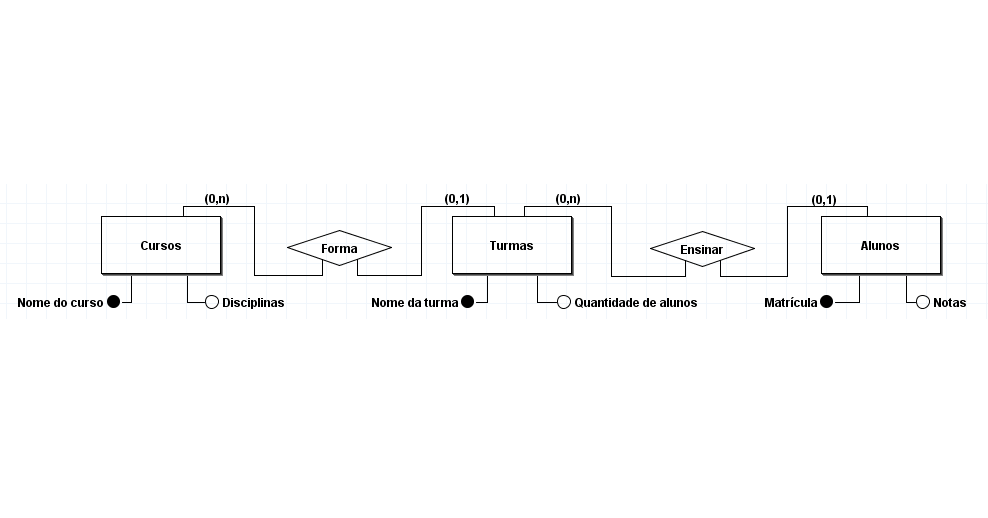 (0,n)
(0,1)
(0,n)
(0,1)
Cursos
Forma
Turmas
Ensinar
Alunos
Nome do curso
Disciplinas
Nome da turma
Quantidade de alunos
Matrícula
Notas